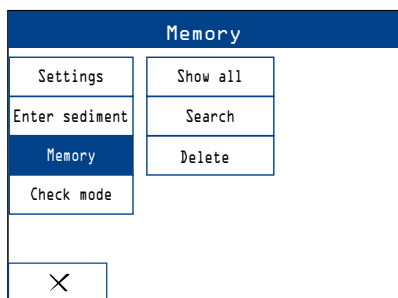 Memory
Settings
Show all
Enter sediment
Search
Memory
Delete
Check mode